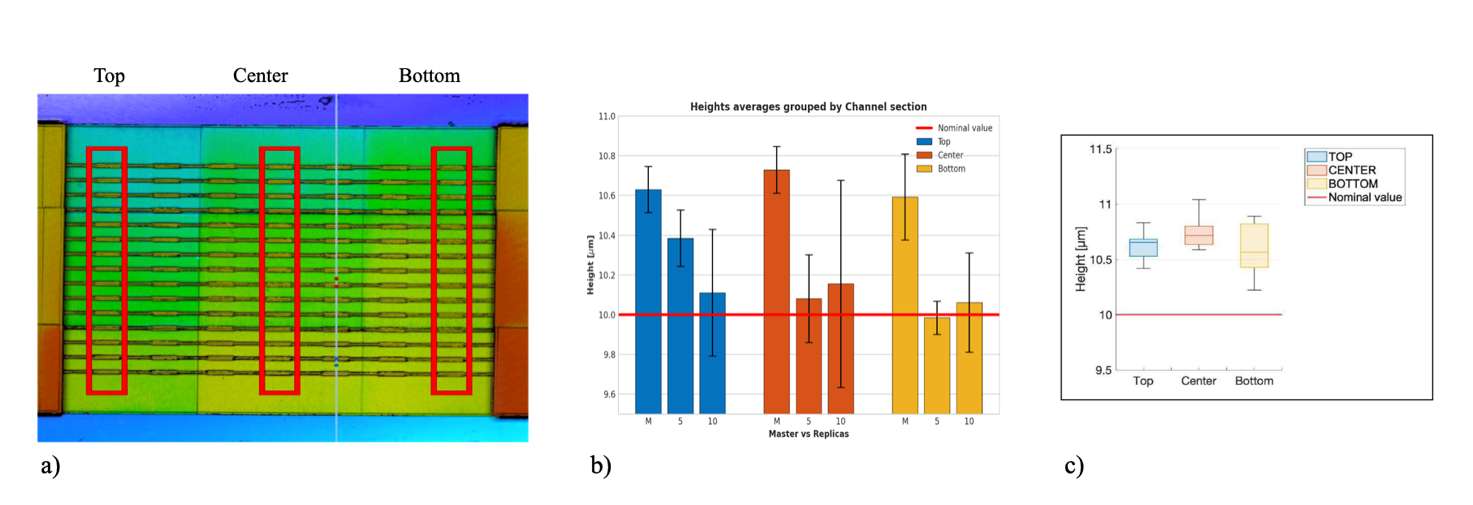 Top Center Bottom
a)
Heights averages grouped by Channel section
Nominal value
Top
Center
Bottom
Height [μm]
11.0
10.8
10.6
10.4
10.2
10.0
9.8
9.6
M 5 10 M 5 10 M 5 10
Master vs Replicas
b)
TOP
CENTER
BOTTOM
Nominal value
Height [μm]
11.5
11
10.5
10
9.5
Top Center Bottom
c)